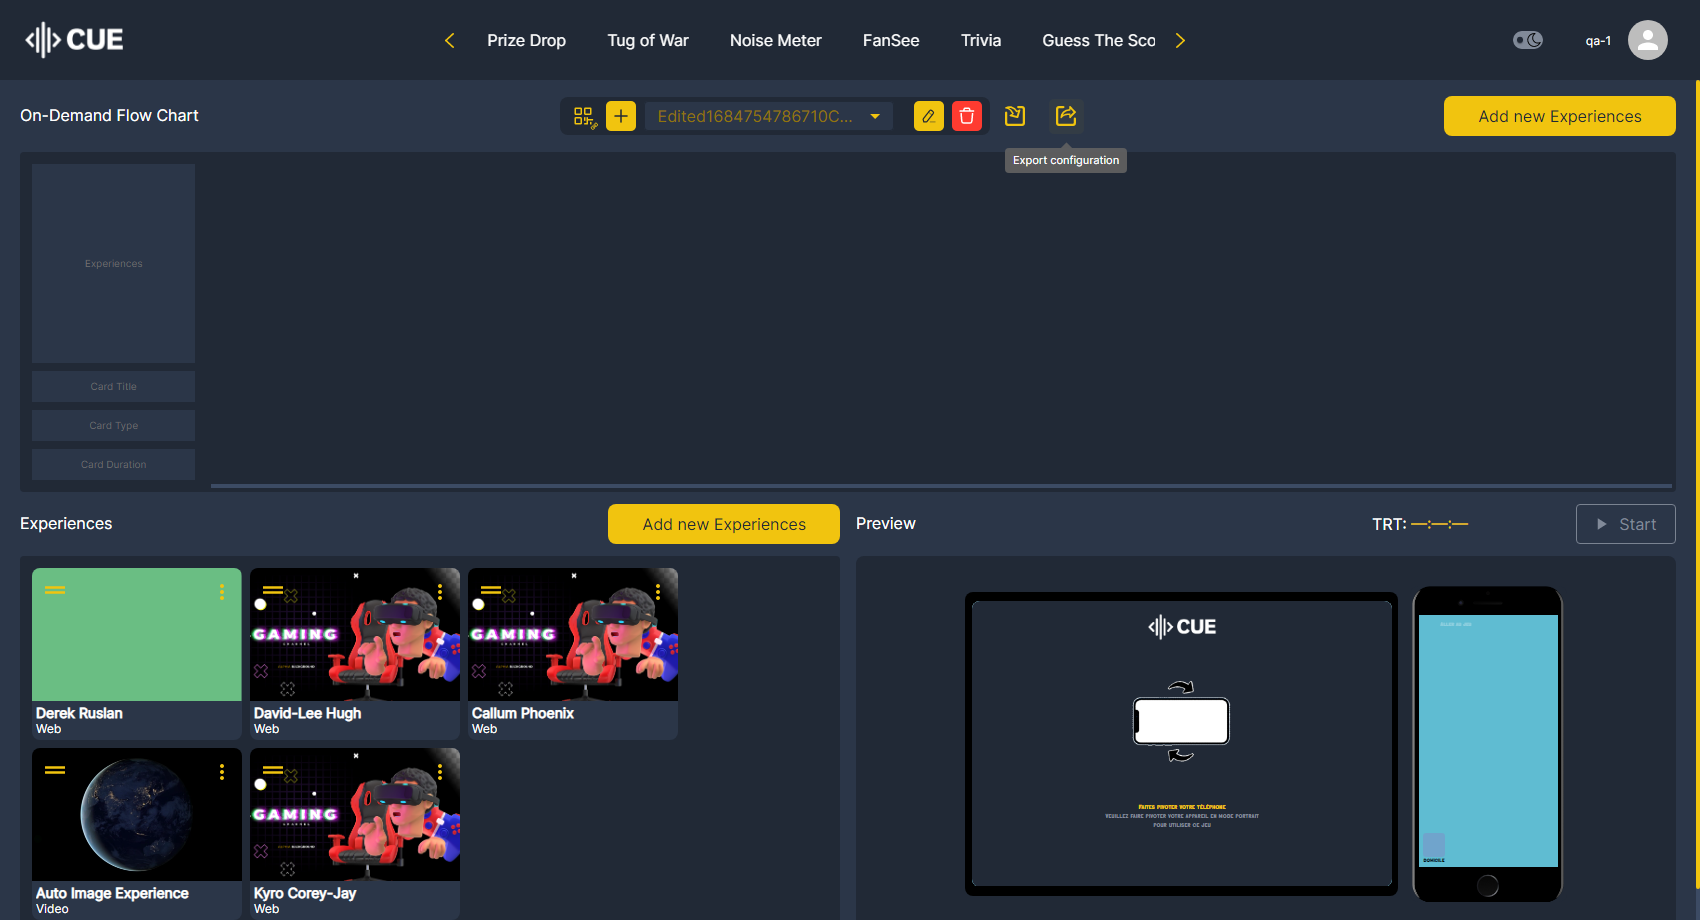 CUE
Prize Drop
Tug of War
Noise Meter
FanSee
Trivia
Guess The Sco
qa-1
On-Demand Flow Chart
Edited1684754786710C...
Add new Experiences
Export configuration
Experiences
Card Title
Card Type
Card Duration
Experiences
Add new Experiences
Preview
TRT: —:—:—
Start
GAMING
GAMING
Derek Ruslan
Web
David-Lee Hugh
Web
Callum Phoenix
Web
GAMING
Auto Image Experience
Video
Kyro Corey-Jay
Web
CUE
FAITES PIVOTER VOTRE TÉLÉPHONE
VEUILLEZ FAIRE PIVOTER VOTRE APPAREIL EN MODE PORTRAIT
POUR UTILISER CE JEU
DOMICILE